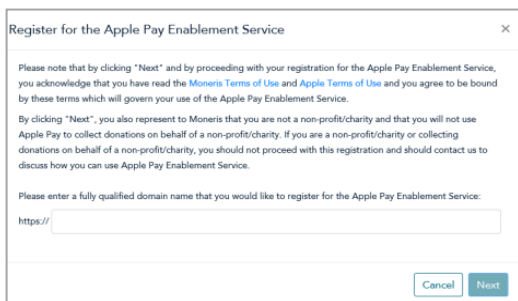 Register for the Apple Pay Enablement Service ×
Please note that by clicking "Next" and by proceeding with your registration for the Apple Pay Enablement Service,
you acknowledge that you have read the Moneris Terms of Use and Apple Terms of Use and you agree to be bound
by these terms which will govern your use of the Apple Pay Enablement Service.
By clicking "Next", you also represent to Moneris that you are not a non-profit/charity and that you will not use
Apple Pay to collect donations on behalf of a non-profit/charity. If you are a non-profit/charity or collecting
donations on behalf of a non-profit/charity, you should not proceed with this registration and should contact us to
discuss how you can use Apple Pay Enablement Service.
Please enter a fully qualified domain name that you would like to register for the Apple Pay Enablement Service:
https://
Cancel Next